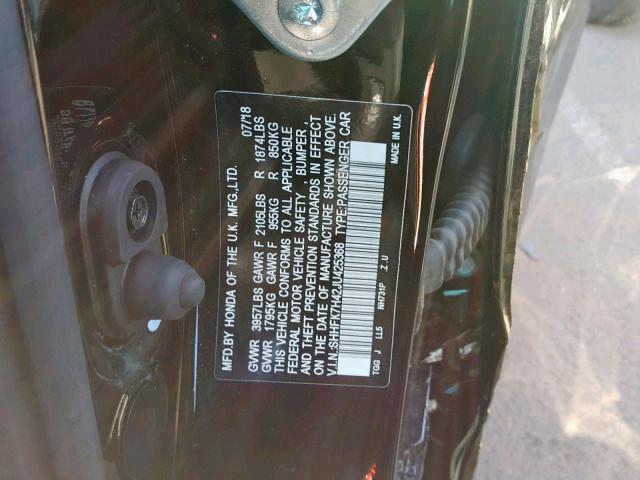 MFD.BY HONDA OF THE U.K. MFG.,LTD. 07/18
GVWR 3957LBS GAWR F 2105LBS R 1874LBS
GVWR 1795KG GAWR F 955KG R 850KG
THIS VEHICLE CONFORMS TO ALL APPLICABLE
FEDERAL MOTOR VEHICLE SAFETY , BUMPER ,
AND THEFT PREVENTION STANDARDS IN EFFECT
ON THE DATE OF MANUFACTURE SHOWN ABOVE.
V.I.N.:SHHFK7H42JU425368 TYPE:PASSENGER CAR
TGG J LL5 NH731P Z U
MADE IN U.K.